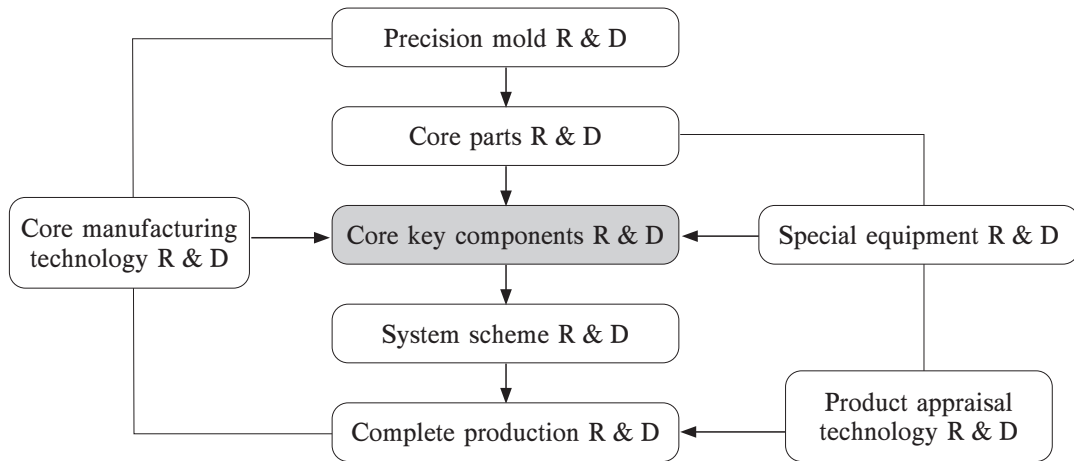 Precision mold R & D
Core parts R & D
Core manufacturing
technology R & D
Core key components R & D
Special equipment R & D
System scheme R & D
Product appraisal
technology R & D
Complete production R & D